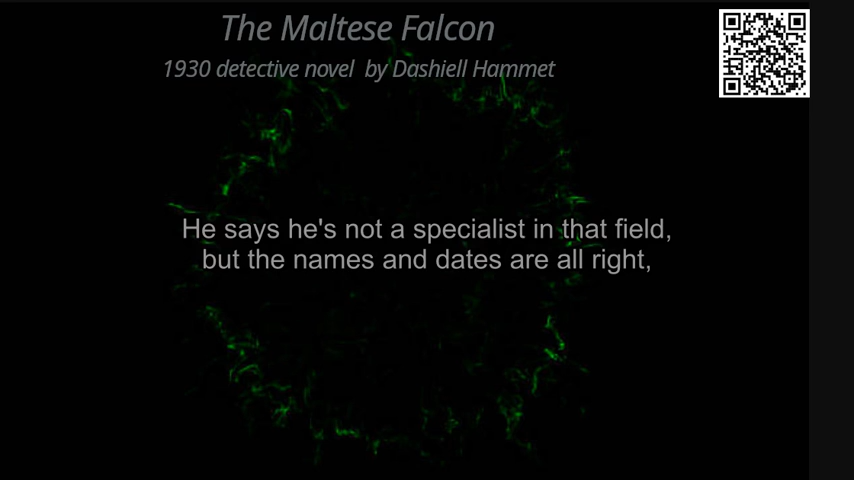 The Maltese Falcon
1930 detective novel by Dashiell Hammet
He says he's not a specialist in that field,
but the names and dates are all right,